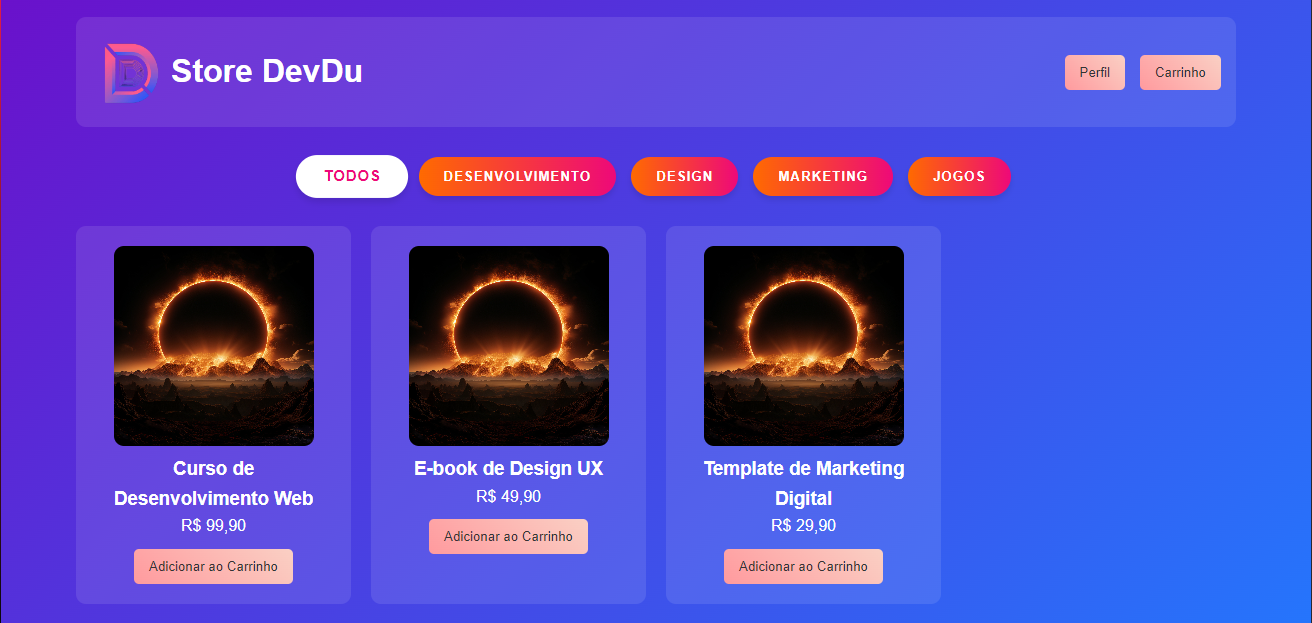 Store DevDu
Perfil
Carrinho
TODOS
DESENVOLVIMENTO
DESIGN
MARKETING
JOGOS
Curso de
Desenvolvimento Web
R$ 99,90
Adicionar ao Carrinho
E-book de Design UX
R$ 49,90
Adicionar ao Carrinho
Template de Marketing
Digital
R$ 29,90
Adicionar ao Carrinho